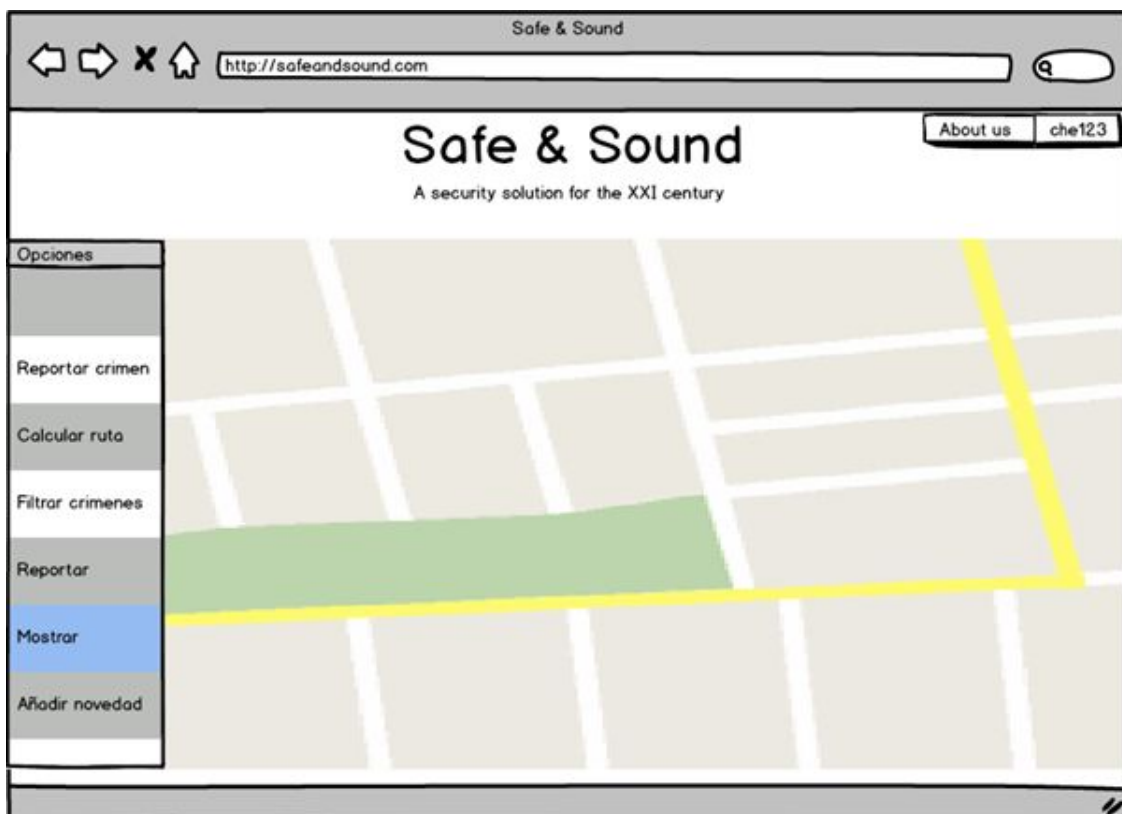 Safe & Sound
http://safeandsound.com
About us
che123
Safe & Sound
A security solution for the XXI century
Opciones
Reportar crimen
Calcular ruta
Filtrar crimenes
Reportar
Mostrar
Añadir novedad